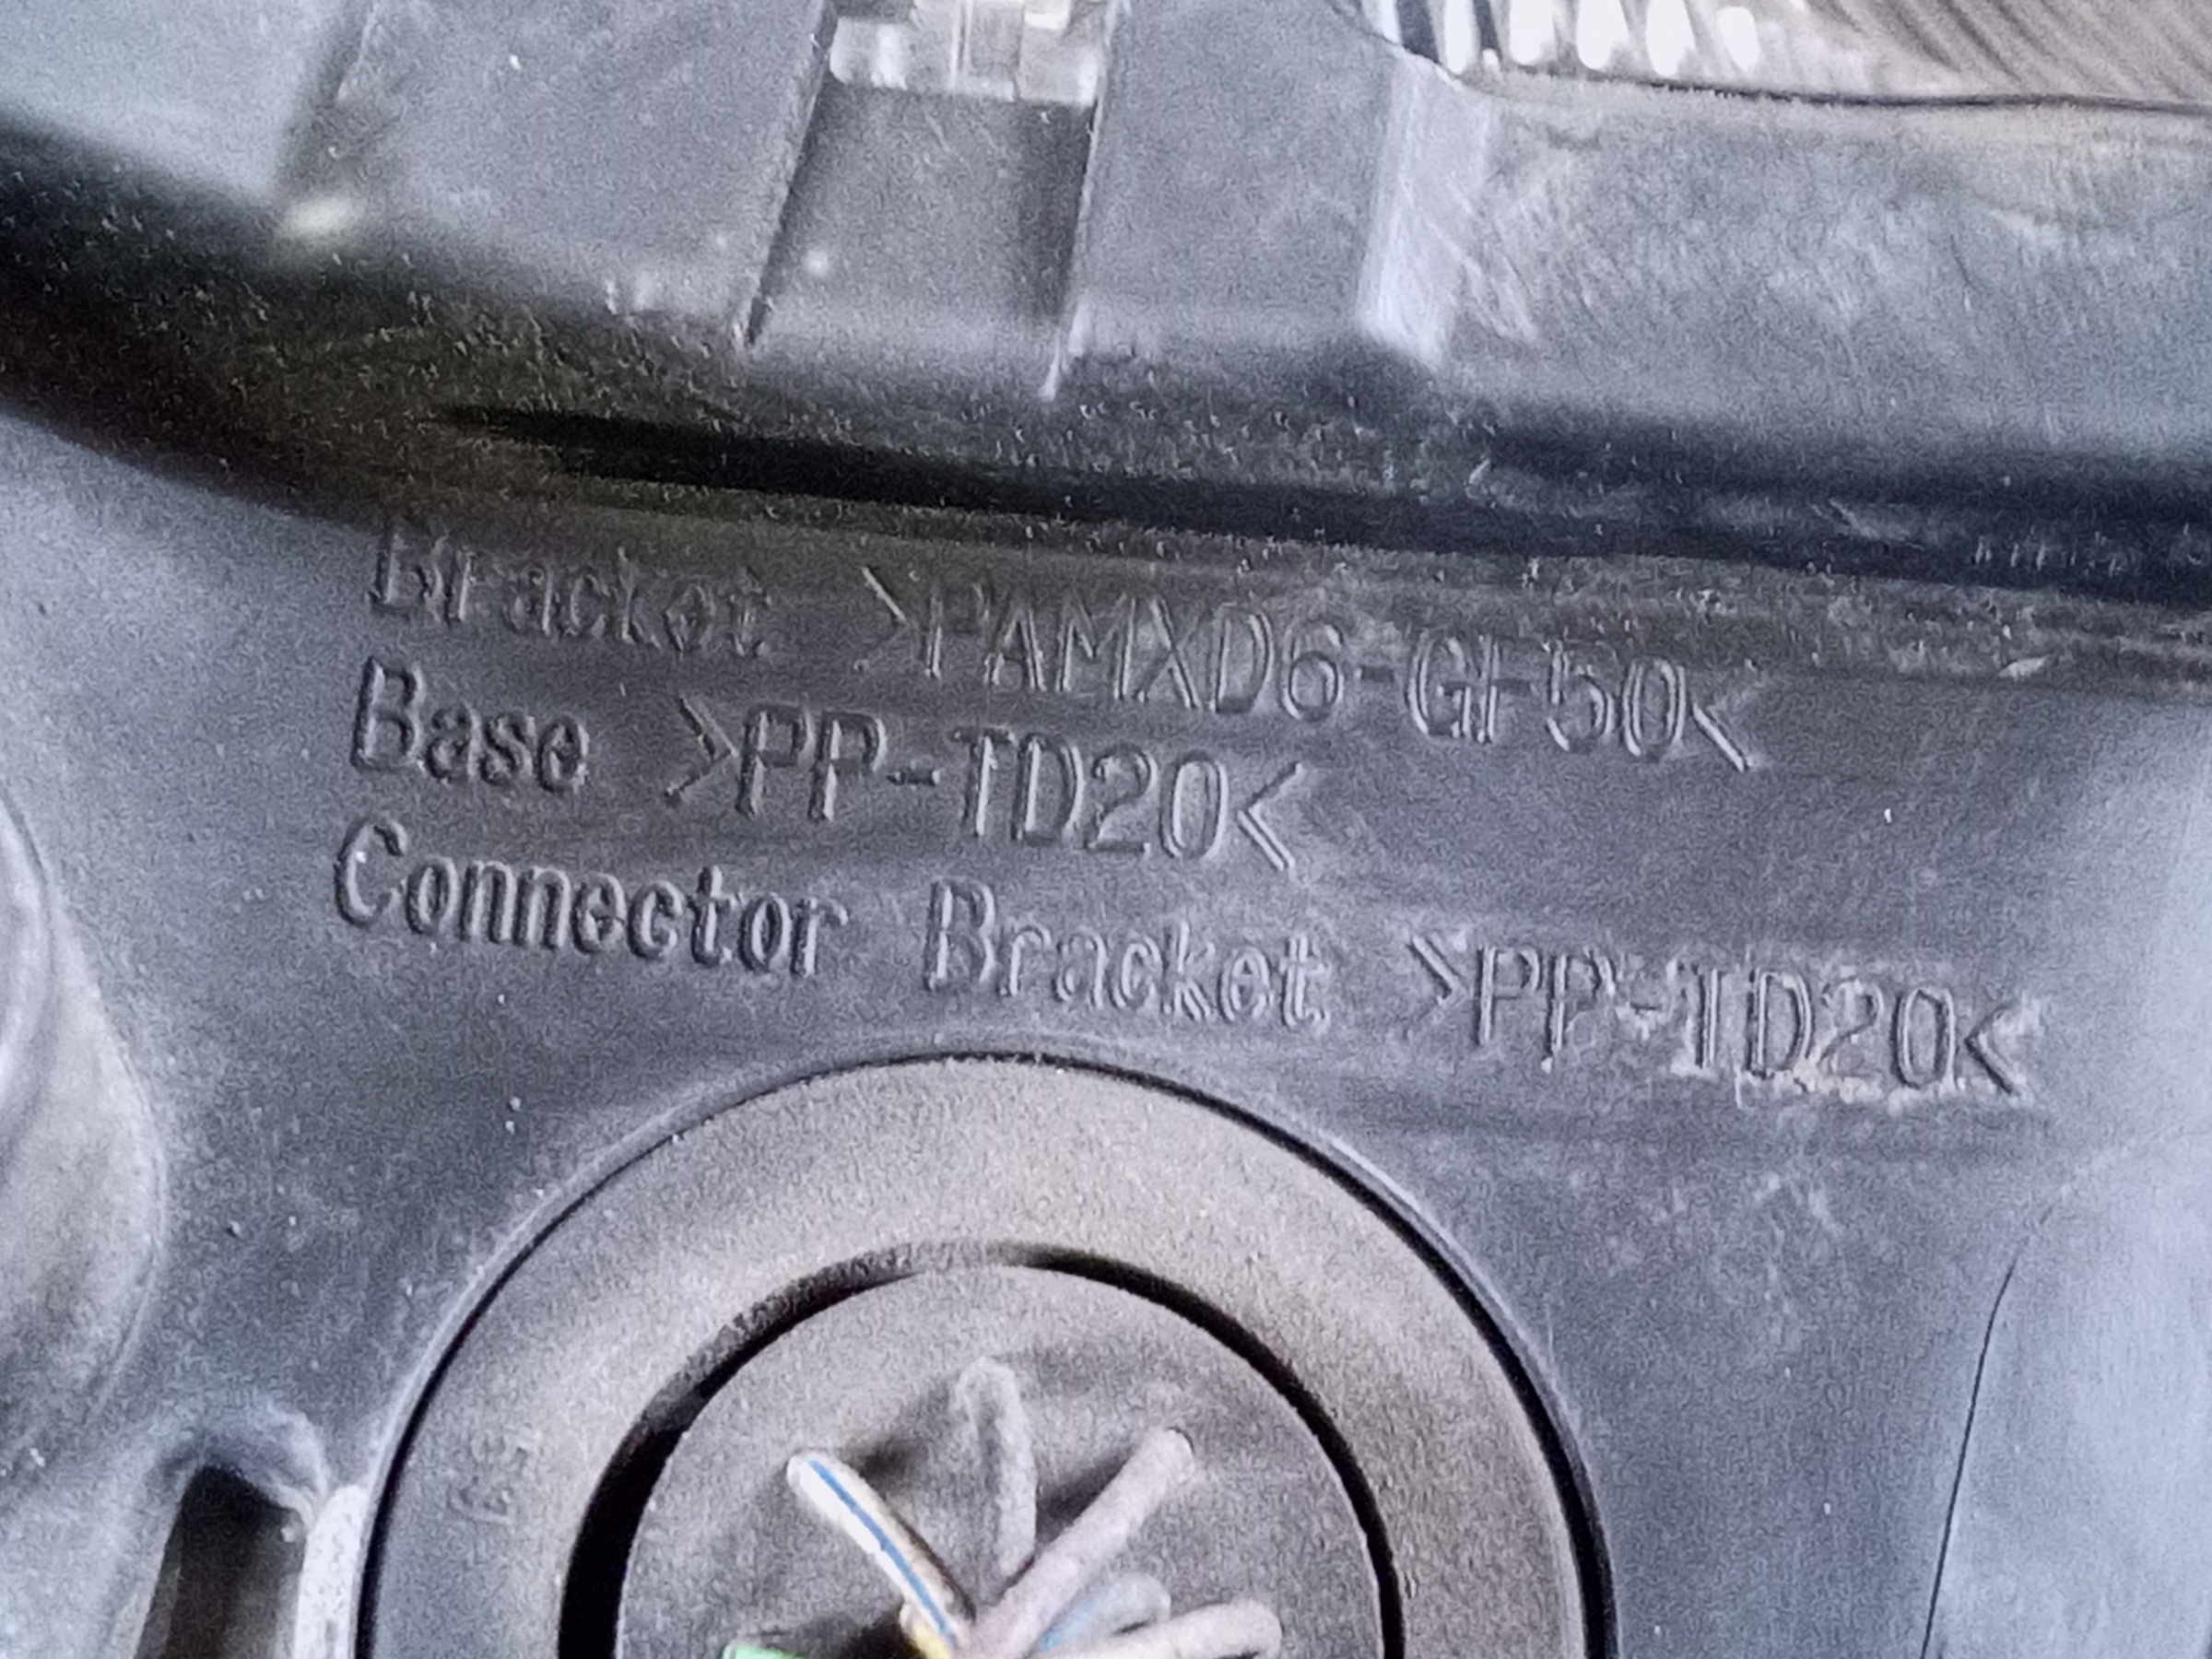 Bracket >PAMXD6-GF50<
Base >PP-TD20<
Connector Bracket >PP-TD20<